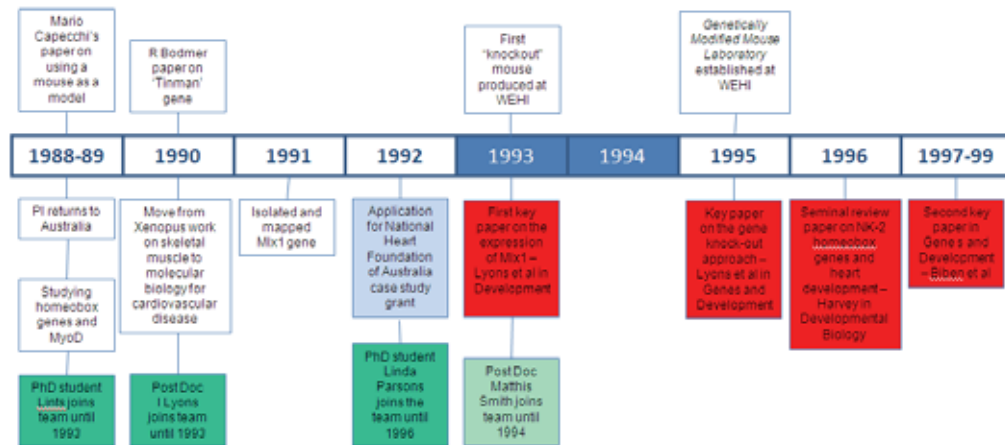 Mario
Capecchi's
paper on
using a
mouse as a
model
R Bodmer
paper on
'Tinman'
gene
First
"knockout"
mouse
produced at
WEHI
Genetically
Modified Mouse
Laboratory
established at
WEHI
1988-89
1990
1991
1992
1993
1994
1995
1996
1997-99
PI returns to
Australia
Studying
homeobox
genes and
MyoD
PhD student
Lints joins
team until
1993
Move from
Xenopus work
on skeletal
muscle to
molecular
biology for
cardiovascular
disease
Post Doc
I Lyons
joins team
until 1993
Isolated and
mapped
Mlx1 gene
Application
for National
Heart
Foundation
of Australia
case study
grant
PhD student
Linda
Parsons
joins the
team until
1996
First key
paper on the
expression
of Mlx1 –
Lyons et al in
Development
Post Doc
Matthis
Smith joins
team until
1994
Key paper
on the gene
knock-out
approach –
Lyons et al in
Genes and
Development
Seminal review
paper on NK-2
homeobox
genes and
heart
development –
Harvey in
Developmental
Biology
Second key
paper in
Genes and
Development
– Biben et al